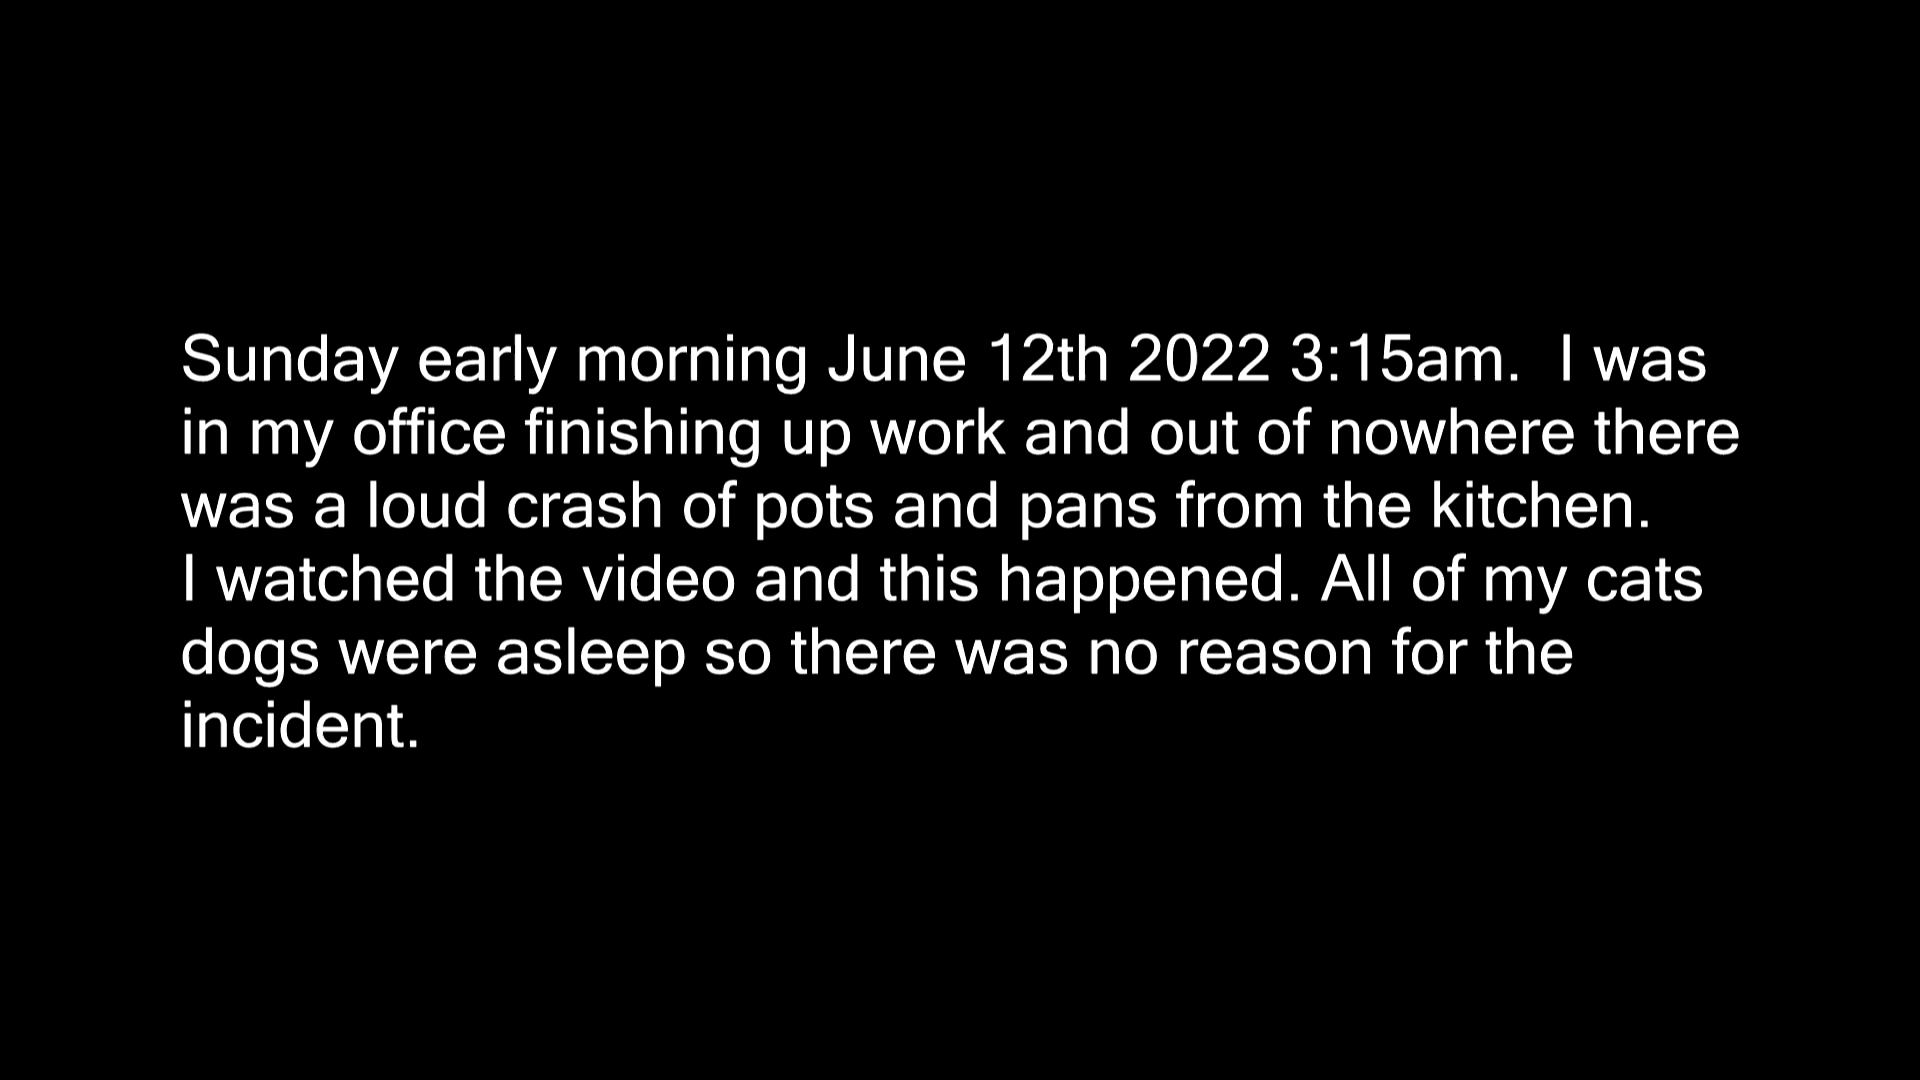 Sunday early morning June 12th 2022 3:15am.  I was
in my office finishing up work and out of nowhere there
was a loud crash of pots and pans from the kitchen.
I watched the video and this happened. All of my cats
dogs were asleep so there was no reason for the
incident.